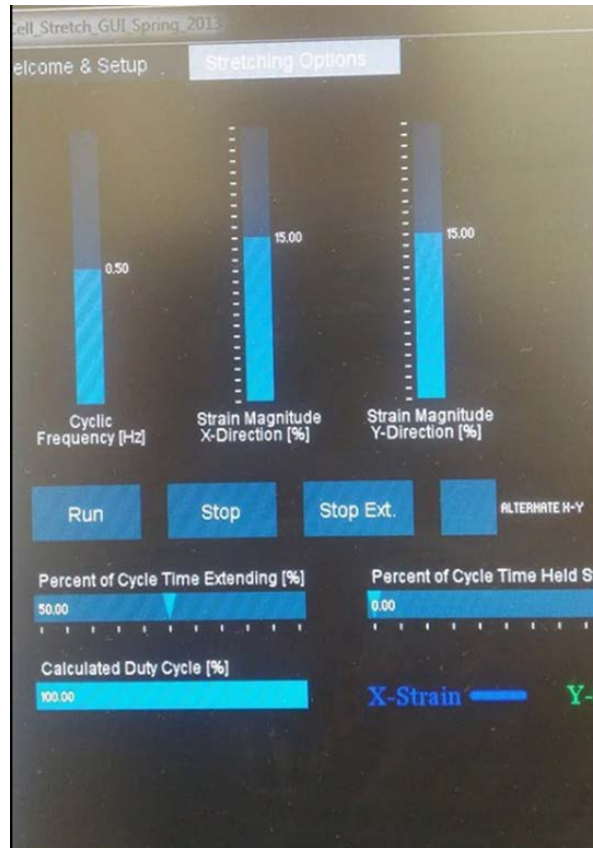 Cell_Stretch_GUI_Spring_2013
elcome & Setup
Stretching Options
0.50
15.00
15.00
Cyclic
Frequency [Hz]
Strain Magnitude
X-Direction [%]
Strain Magnitude
Y-Direction [%]
Run
Stop
Stop Ext.
ALTERNATE X-Y
Percent of Cycle Time Extending [%]
50.00
Percent of Cycle Time Held S
0.00
Calculated Duty Cycle [%]
100.00
X-Strain
Y-